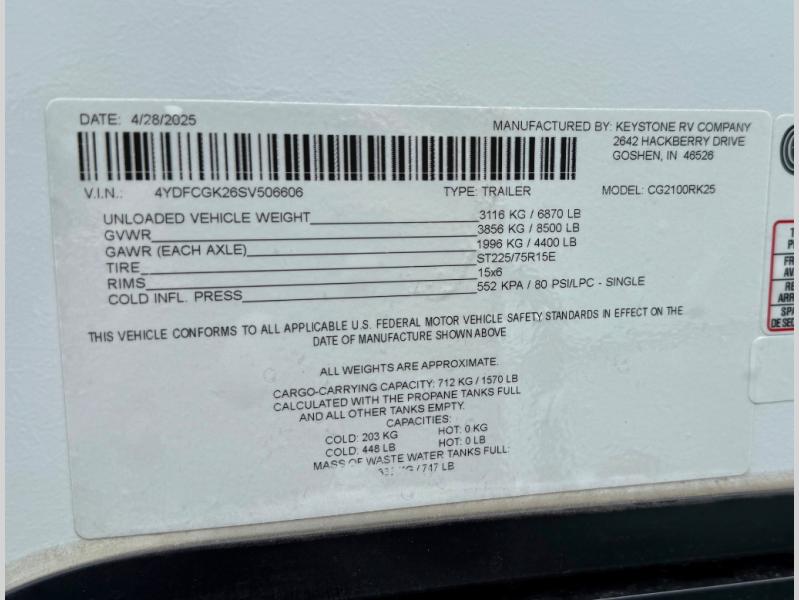 DATE: 4/28/2025
MANUFACTURED BY: KEYSTONE RV COMPANY
2642 HACKBERRY DRIVE
GOSHEN, IN 46526
V.I.N.: 4YDFCGK26SV506606 TYPE: TRAILER MODEL: CG2100RK25
UNLOADED VEHICLE WEIGHT 3116 KG / 6870 LB
GVWR 3856 KG / 8500 LB
GAWR (EACH AXLE) 1996 KG / 4400 LB
TIRE ST225/75R15E
RIMS 15x6
COLD INFL. PRESS 552 KPA / 80 PSI/LPC - SINGLE
THIS VEHICLE CONFORMS TO ALL APPLICABLE U.S. FEDERAL MOTOR VEHICLE SAFETY STANDARDS IN EFFECT ON THE
DATE OF MANUFACTURE SHOWN ABOVE
ALL WEIGHTS ARE APPROXIMATE.
CARGO-CARRYING CAPACITY: 712 KG / 1570 LB
CALCULATED WITH THE PROPANE TANKS FULL
AND ALL OTHER TANKS EMPTY.
CAPACITIES:
COLD: 203 KG HOT: 0 KG
COLD: 448 LB HOT: 0 LB
MASS OF WASTE WATER TANKS FULL:
/ 747 LB